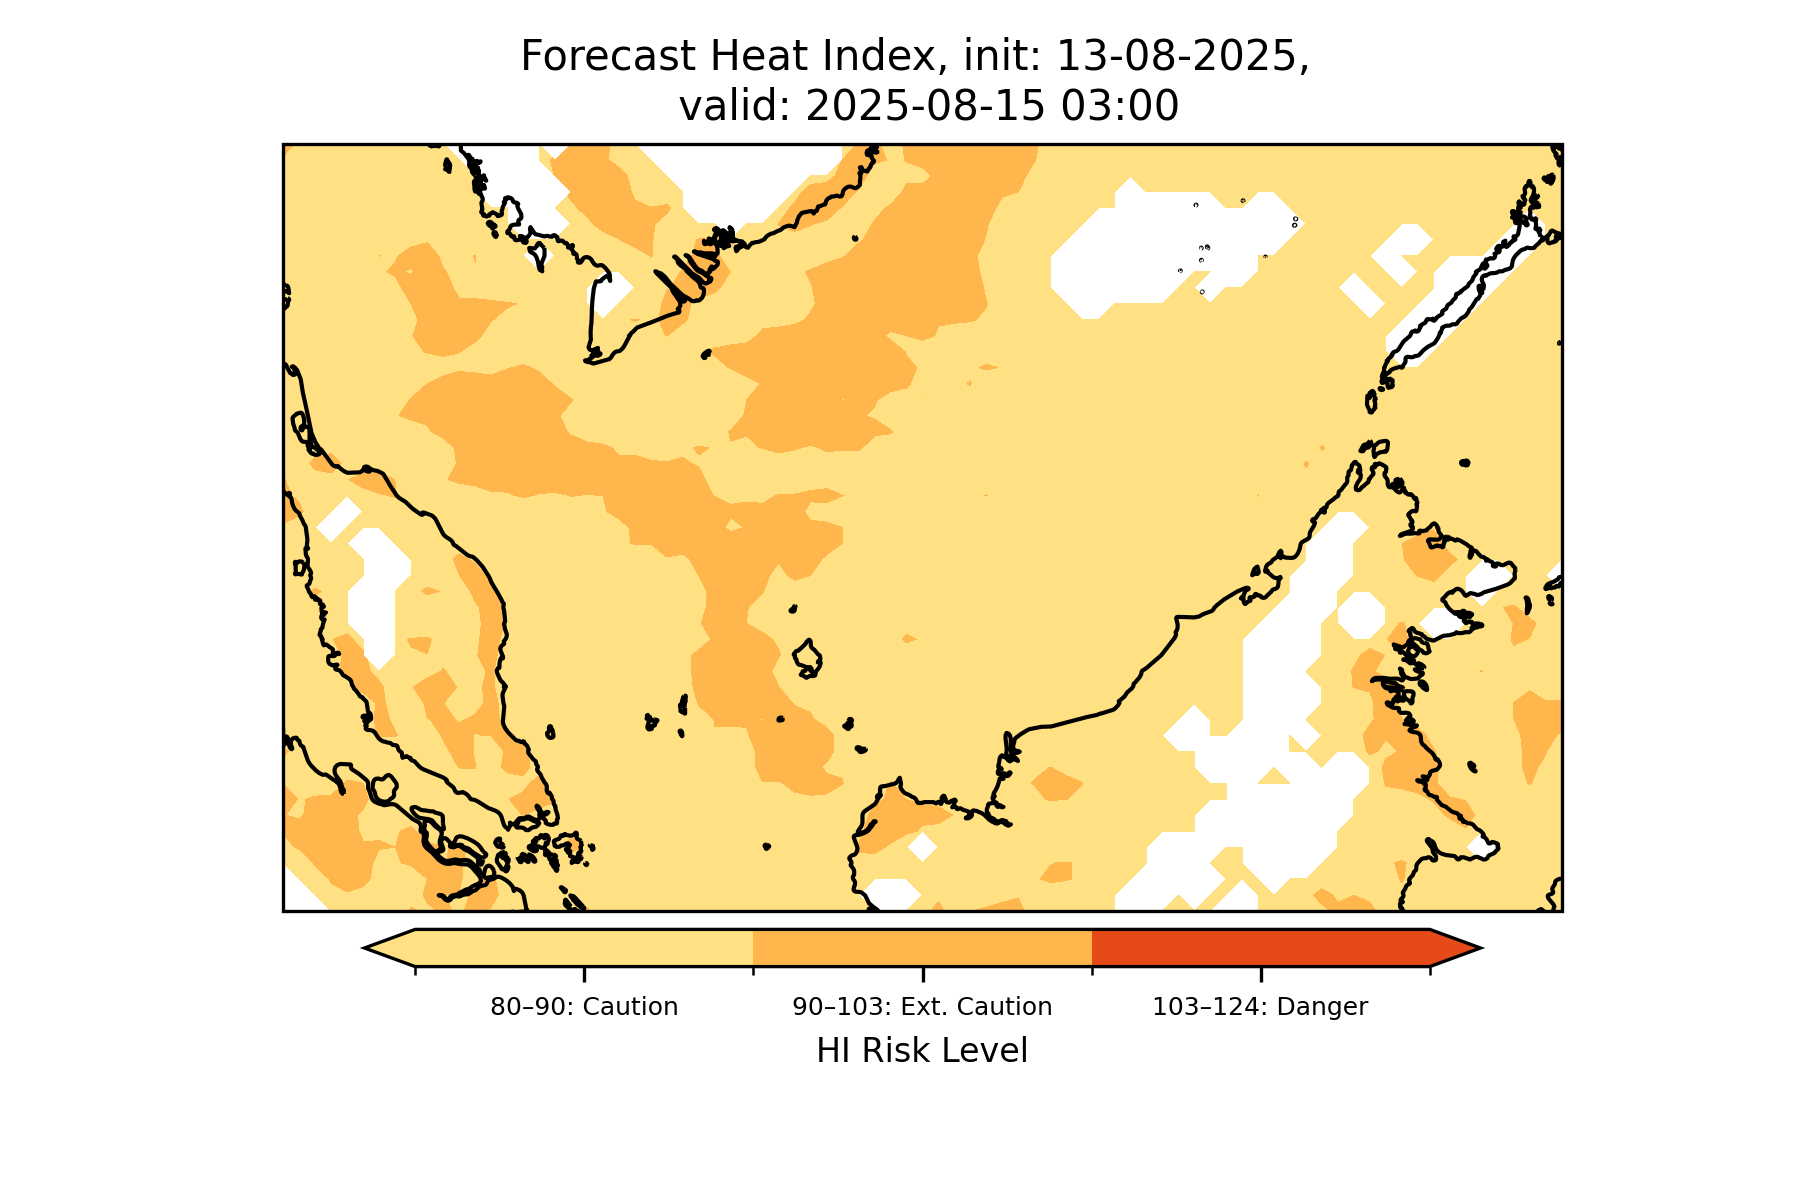 Forecast Heat Index, init: 13-08-2025,
valid: 2025-08-15 03:00
80–90: Caution
90–103: Ext. Caution
103–124: Danger
HI Risk Level